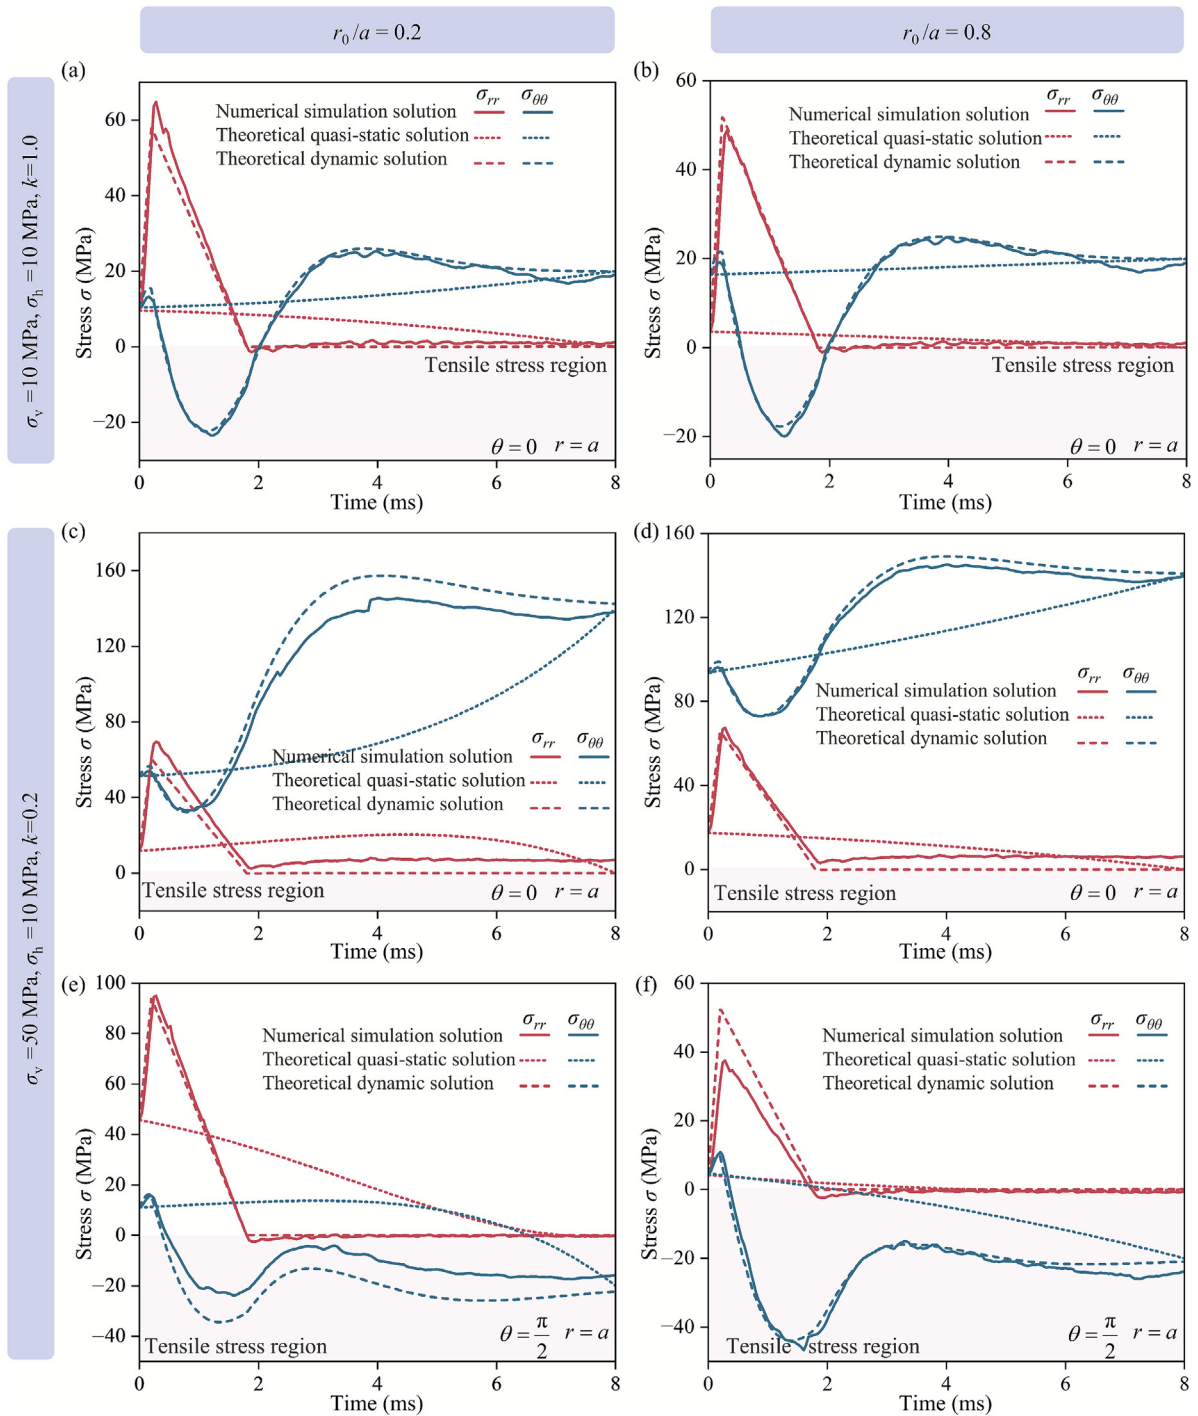 r₀/a = 0.2
r₀/a = 0.8
σᵥ =10 MPa, σₕ =10 MPa, k=1.0
(a)
σᵣᵣ σ_θθ
Numerical simulation solution
Theoretical quasi-static solution
Theoretical dynamic solution
60
40
20
0
−20
Stress σ (MPa)
Tensile stress region
θ = 0 r = a
0 2 4 6 8
Time (ms)
(b)
60
σᵣᵣ σ_θθ
Numerical simulation solution
Theoretical quasi-static solution
Theoretical dynamic solution
40
20
0
−20
Stress σ (MPa)
Tensile stress region
θ = 0 r = a
0 2 4 6 8
Time (ms)
σᵥ =50 MPa, σₕ =10 MPa, k=0.2
(c)
160
120
80
40
0
Stress σ (MPa)
σᵣᵣ σ_θθ
Numerical simulation solution
Theoretical quasi-static solution
Theoretical dynamic solution
Tensile stress region
θ = 0 r = a
0 2 4 6 8
Time (ms)
(d)
160
120
80
40
0
Stress σ (MPa)
σᵣᵣ σ_θθ
Numerical simulation solution
Theoretical quasi-static solution
Theoretical dynamic solution
Tensile stress region
θ = 0 r = a
0 2 4 6 8
Time (ms)
(e)
100
80
60
40
20
0
−20
−40
Stress σ (MPa)
σᵣᵣ σ_θθ
Numerical simulation solution
Theoretical quasi-static solution
Theoretical dynamic solution
Tensile stress region
θ = π/2 r = a
0 2 4 6 8
Time (ms)
(f)
60
40
20
0
−20
−40
Stress σ (MPa)
σᵣᵣ σ_θθ
Numerical simulation solution
Theoretical quasi-static solution
Theoretical dynamic solution
Tensile stress region
θ = π/2 r = a
0 2 4 6 8
Time (ms)